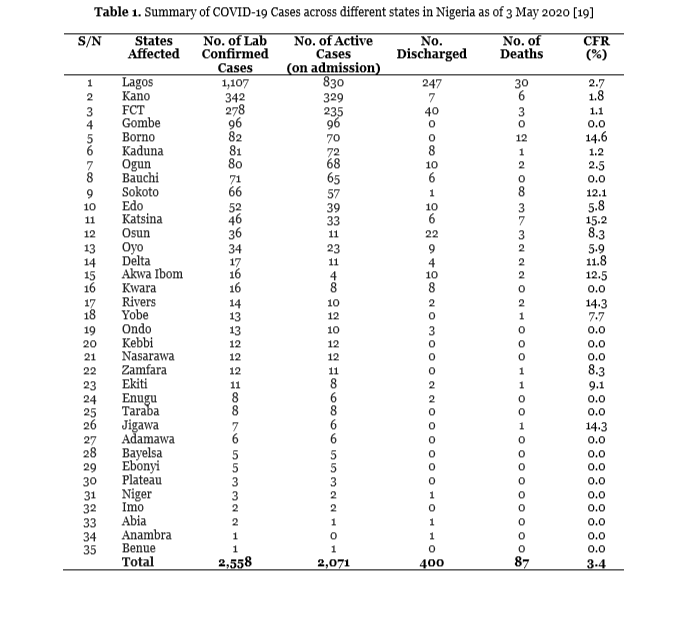 Table 1. Summary of COVID-19 Cases across different states in Nigeria as of 3 May 2020 [19]
S/N States Affected No. of Lab Confirmed Cases No. of Active Cases (on admission) No. Discharged No. of Deaths CFR (%)
1 Lagos 1,107 830 247 30 2.7
2 Kano 342 329 7 6 1.8
3 FCT 278 235 40 3 1.1
4 Gombe 96 96 0 0 0.0
5 Borno 82 70 0 12 14.6
6 Kaduna 81 72 8 1 1.2
7 Ogun 80 68 10 2 2.5
8 Bauchi 71 65 6 0 0.0
9 Sokoto 66 57 1 8 12.1
10 Edo 52 39 10 3 5.8
11 Katsina 46 33 6 7 15.2
12 Osun 36 11 22 3 8.3
13 Oyo 34 23 9 2 5.9
14 Delta 17 11 4 2 11.8
15 Akwa Ibom 16 4 10 2 12.5
16 Kwara 16 8 8 0 0.0
17 Rivers 14 10 2 2 14.3
18 Yobe 13 12 0 1 7.7
19 Ondo 13 10 3 0 0.0
20 Kebbi 12 12 0 0 0.0
21 Nasarawa 12 12 0 0 0.0
22 Zamfara 12 11 0 1 8.3
23 Ekiti 11 8 2 1 9.1
24 Enugu 8 6 2 0 0.0
25 Taraba 8 8 0 0 0.0
26 Jigawa 7 6 0 1 14.3
27 Adamawa 6 6 0 0 0.0
28 Bayelsa 5 5 0 0 0.0
29 Ebonyi 5 5 0 0 0.0
30 Plateau 3 3 0 0 0.0
31 Niger 3 2 1 0 0.0
32 Imo 2 2 0 0 0.0
33 Abia 2 1 1 0 0.0
34 Anambra 1 0 1 0 0.0
35 Benue 1 1 0 0 0.0
Total 2,558 2,071 400 87 3.4